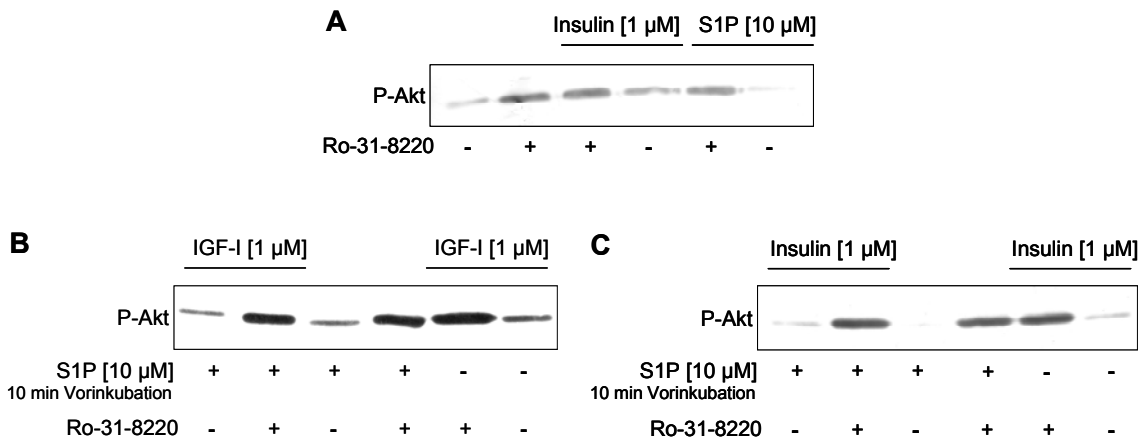 A
Insulin [1 µM] S1P [10 µM]
P-Akt
Ro-31-8220 - + + - + -
B
IGF-I [1 µM] IGF-I [1 µM]
P-Akt
S1P [10 µM] + + + + - -
10 min Vorinkubation
Ro-31-8220 - + - + + -
C
Insulin [1 µM] Insulin [1 µM]
P-Akt
S1P [10 µM] + + + + - -
10 min Vorinkubation
Ro-31-8220 - + - + + -